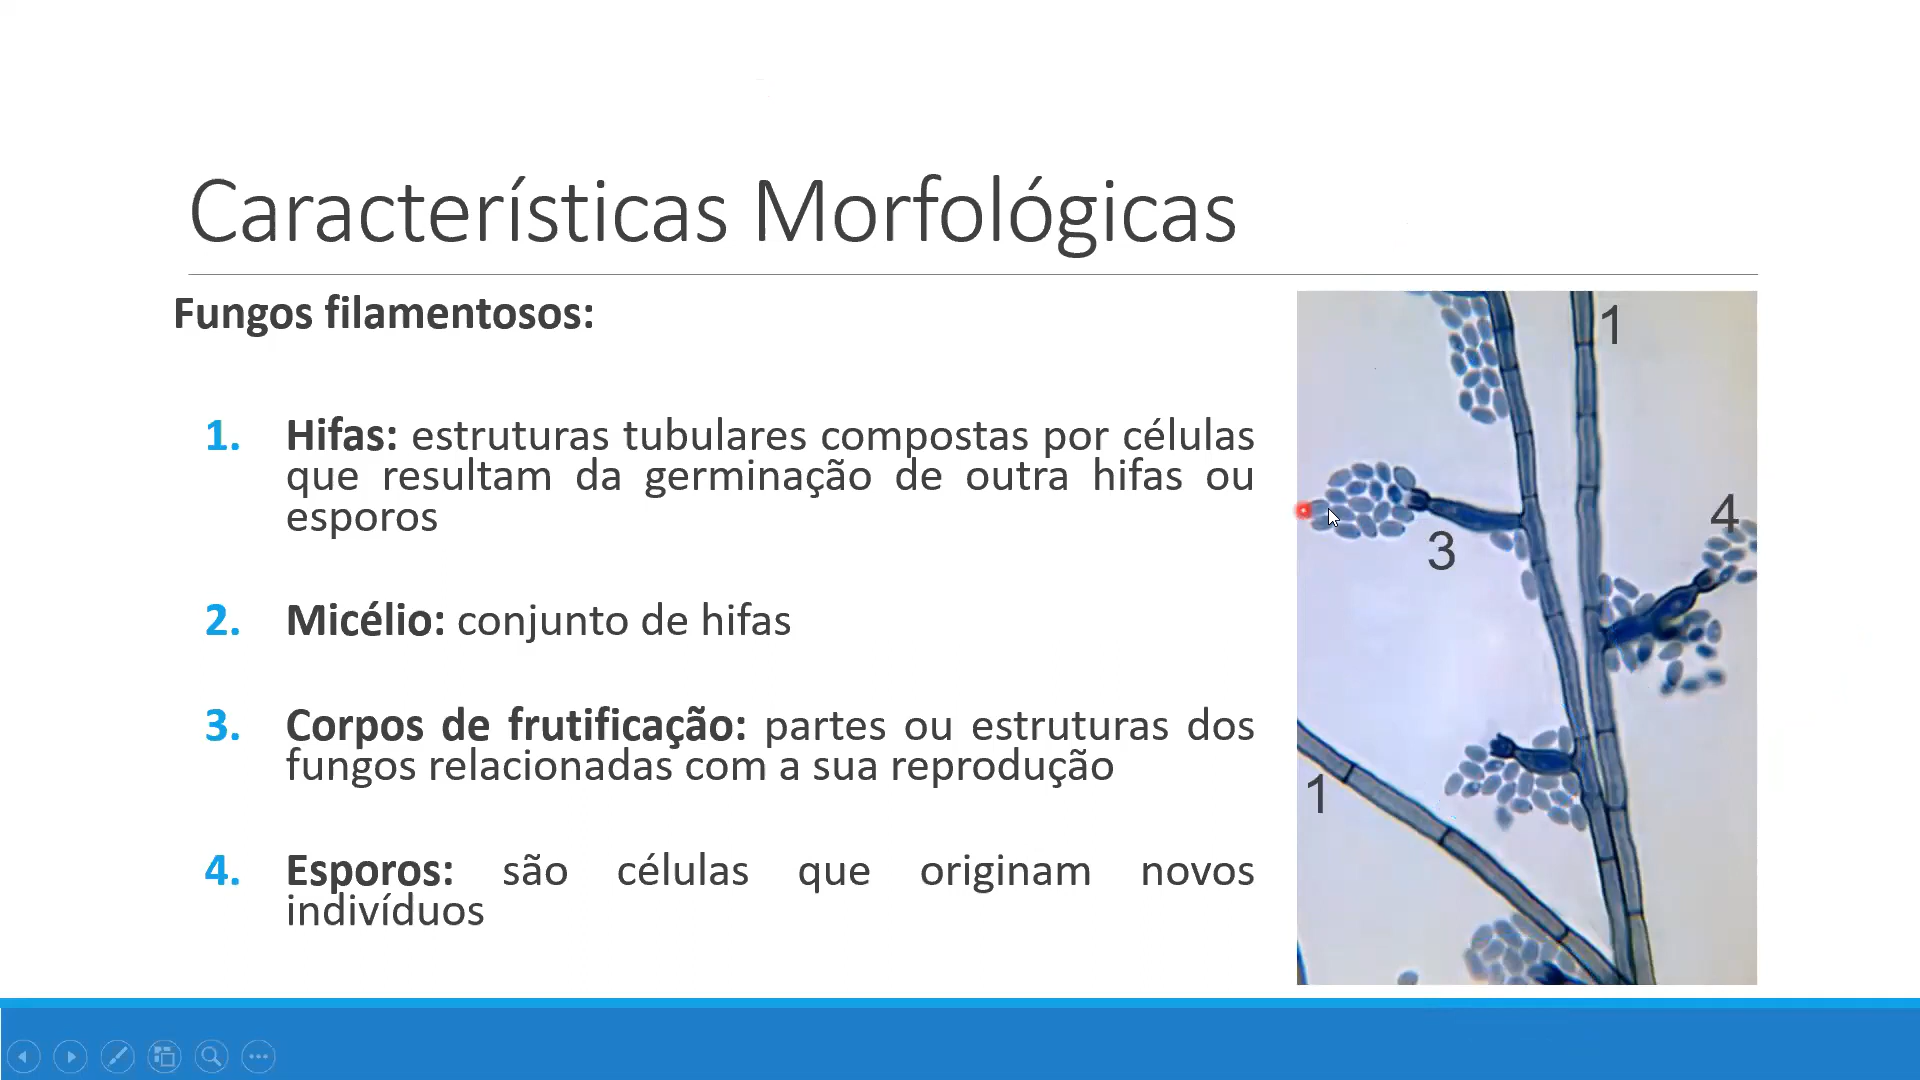 Características Morfológicas
Fungos filamentosos:
1. Hifas: estruturas tubulares compostas por células
que resultam da germinação de outra hifas ou
esporos
2. Micélio: conjunto de hifas
3. Corpos de frutificação: partes ou estruturas dos
fungos relacionadas com a sua reprodução
4. Esporos: são células que originam novos
indivíduos
1
4
3
1